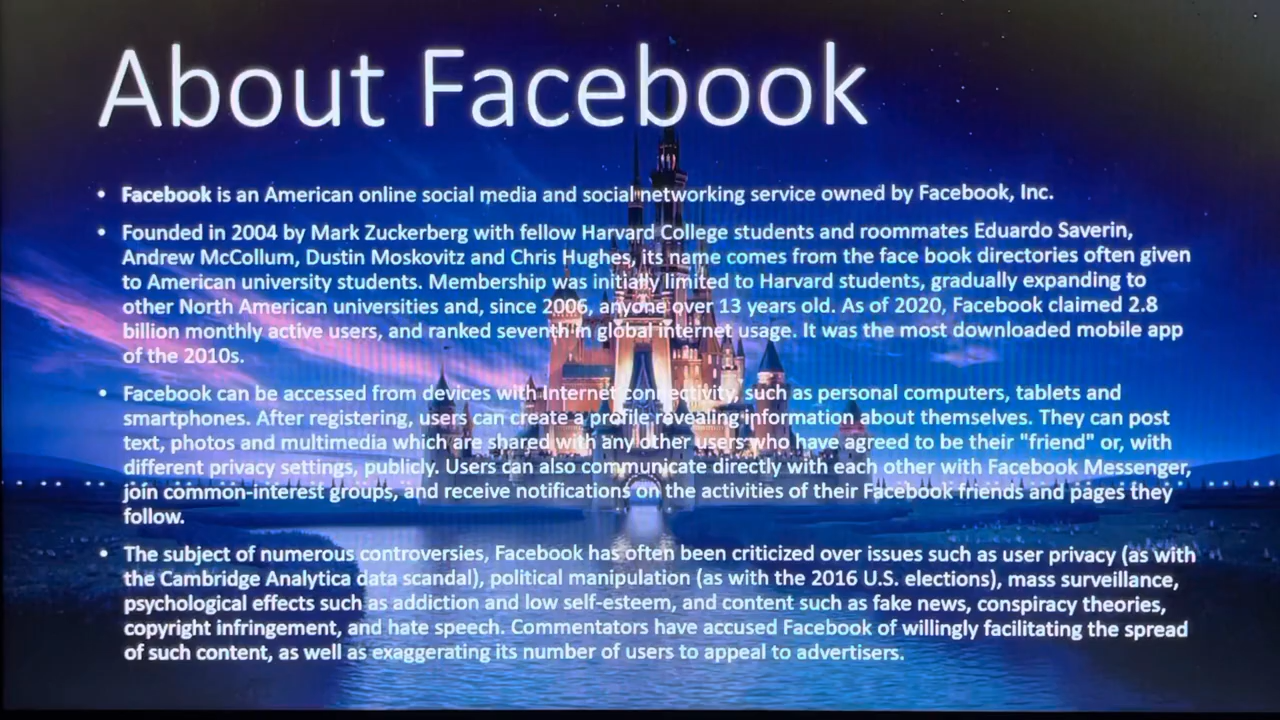 About Facebook
• Facebook is an American online social media and social networking service owned by Facebook, Inc.
• Founded in 2004 by Mark Zuckerberg with fellow Harvard College students and roommates Eduardo Saverin,
Andrew McCollum, Dustin Moskovitz and Chris Hughes, its name comes from the face book directories often given
to American university students. Membership was initially limited to Harvard students, gradually expanding to
other North American universities and, since 2006, anyone over 13 years old. As of 2020, Facebook claimed 2.8
billion monthly active users, and ranked seventh in global internet usage. It was the most downloaded mobile app
of the 2010s.
• Facebook can be accessed from devices with Internet connectivity, such as personal computers, tablets and
smartphones. After registering, users can create a profile revealing information about themselves. They can post
text, photos and multimedia which are shared with any other users who have agreed to be their "friend" or, with
different privacy settings, publicly. Users can also communicate directly with each other with Facebook Messenger,
join common-interest groups, and receive notifications on the activities of their Facebook friends and pages they
follow.
• The subject of numerous controversies, Facebook has often been criticized over issues such as user privacy (as with
the Cambridge Analytica data scandal), political manipulation (as with the 2016 U.S. elections), mass surveillance,
psychological effects such as addiction and low self-esteem, and content such as fake news, conspiracy theories,
copyright infringement, and hate speech. Commentators have accused Facebook of willingly facilitating the spread
of such content, as well as exaggerating its number of users to appeal to advertisers.